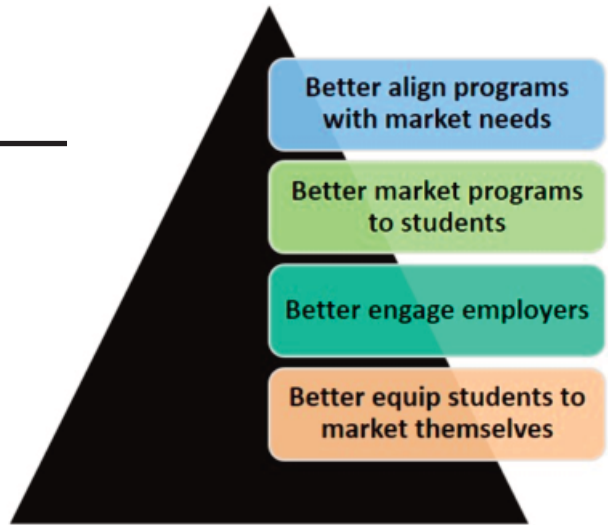 Better align programs
with market needs
Better market programs
to students
Better engage employers
Better equip students to
market themselves